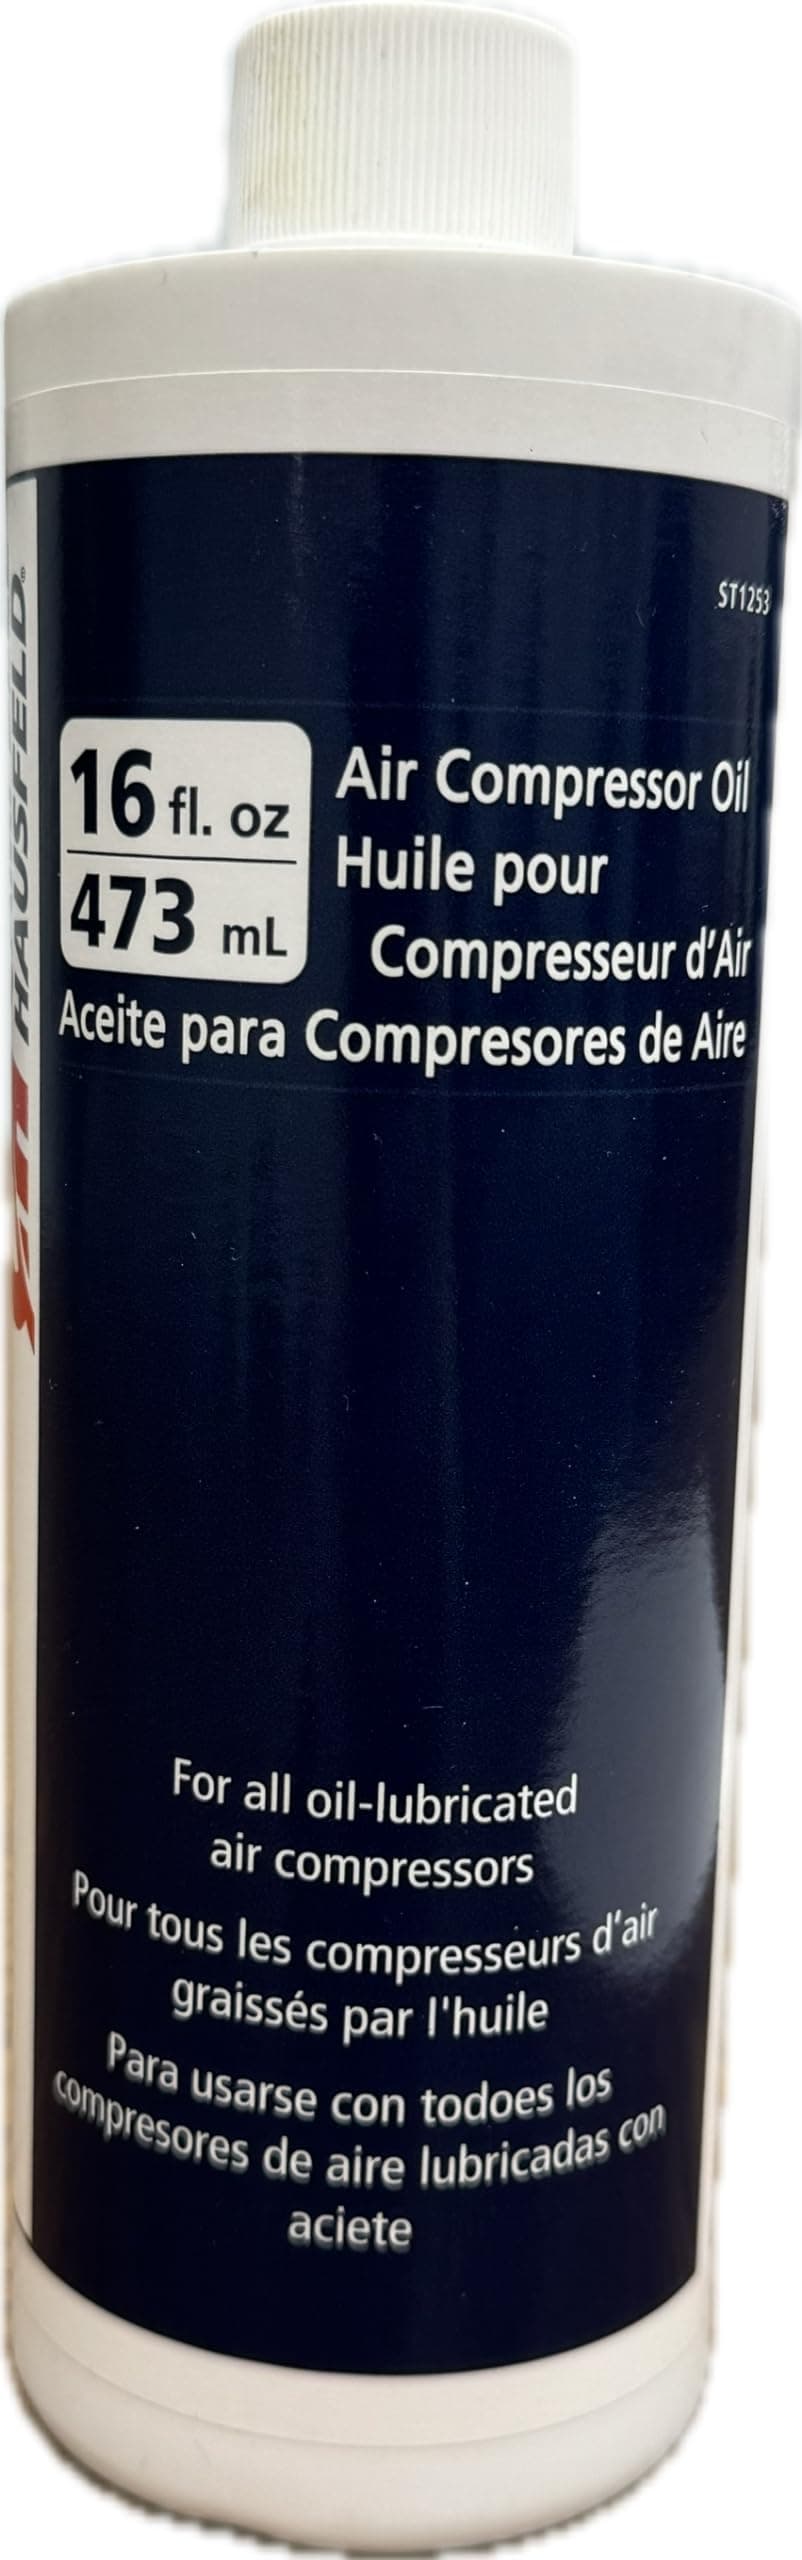 ST1253
HAUSFELD®
16 fl. oz
473 mL
Air Compressor Oil
Huile pour
Compresseur d'Air
Aceite para Compresores de Aire
For all oil-lubricated
air compressors
Pour tous les compresseurs d'air
graissés par l'huile
Para usarse con todoes los
compresores de aire lubricadas con
aciete